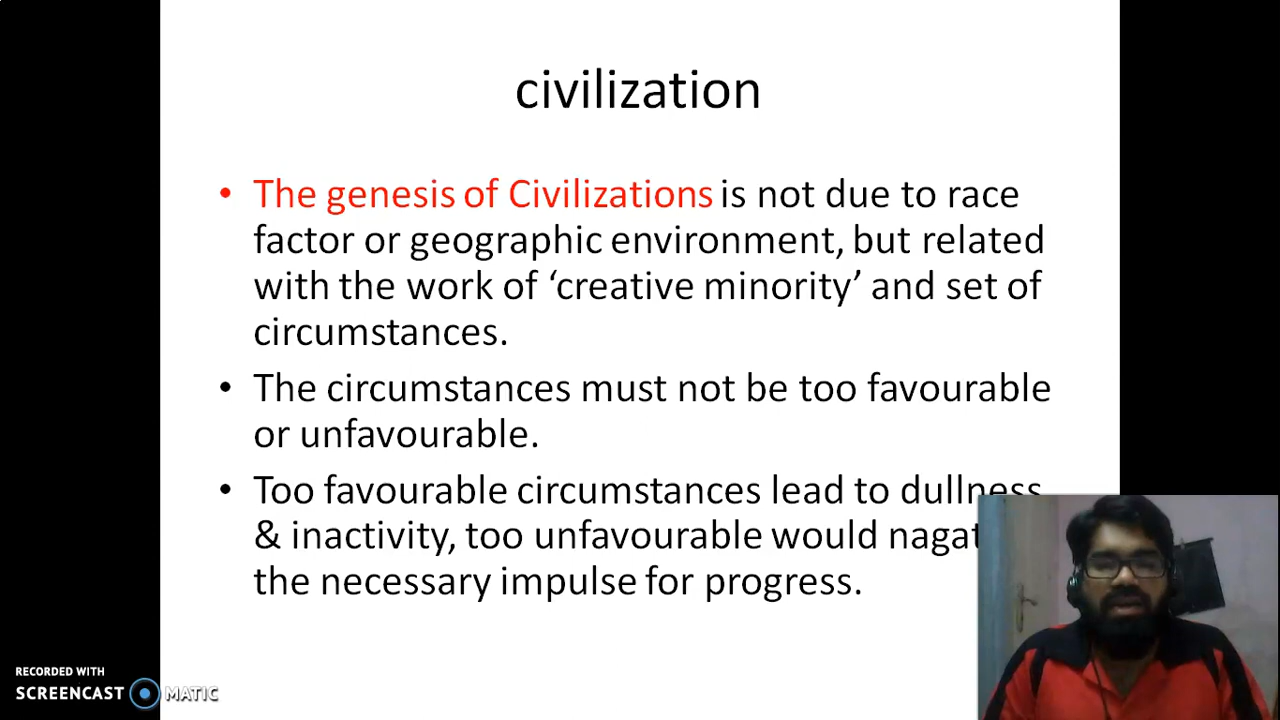 civilization
• The genesis of Civilizations is not due to race
factor or geographic environment, but related
with the work of ‘creative minority’ and set of
circumstances.
• The circumstances must not be too favourable
or unfavourable.
• Too favourable circumstances lead to dullness
& inactivity, too unfavourable would
the necessary impulse for progress.
RECORDED WITH
SCREENCAST MATIC